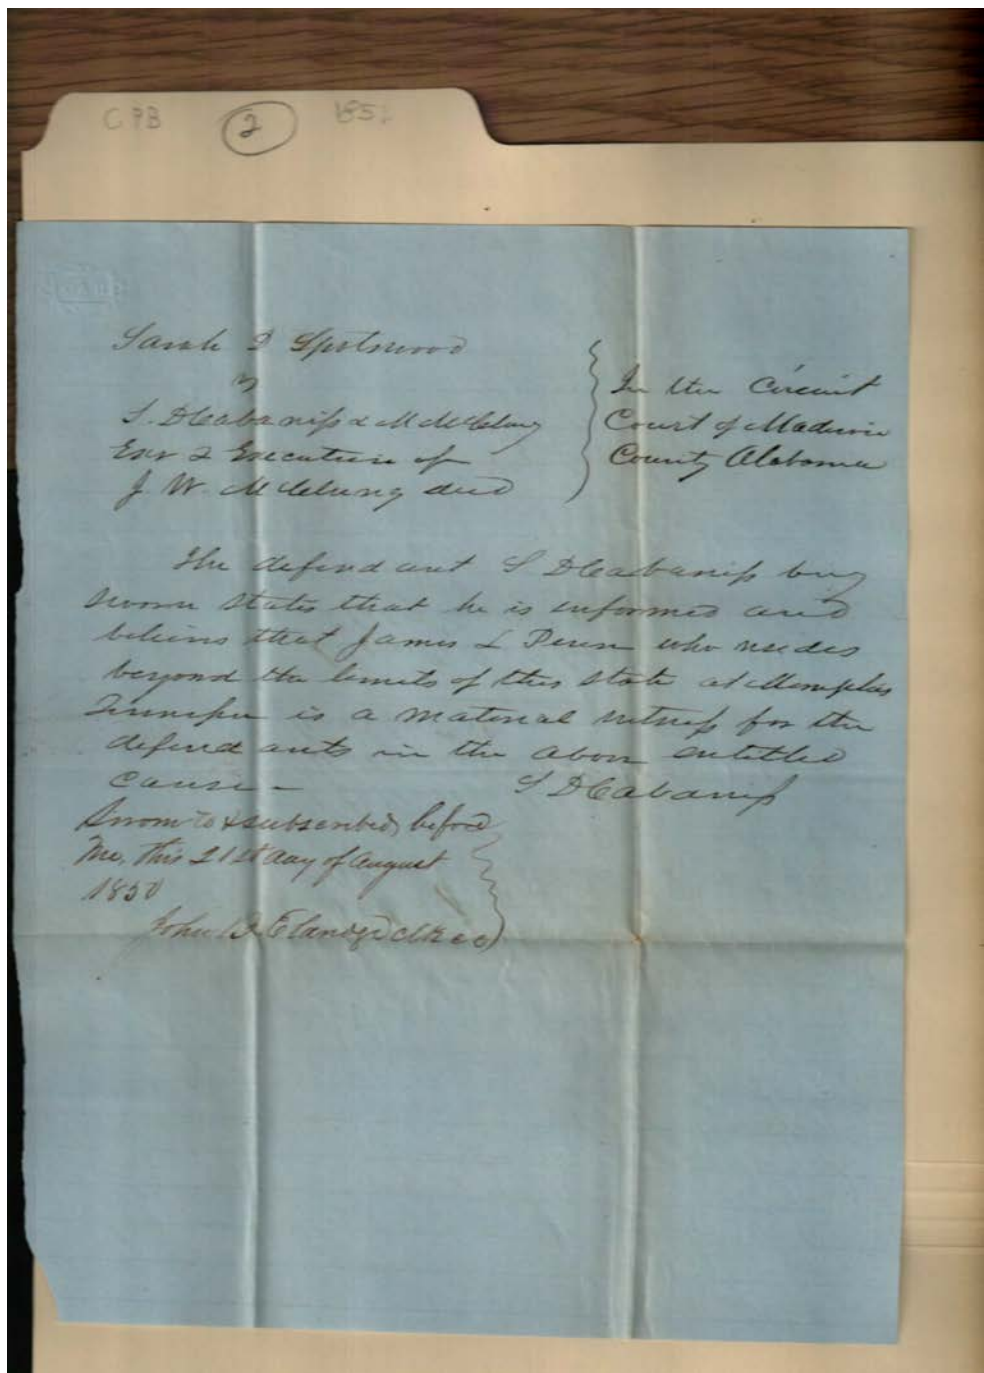 CPB 2 185
Sarah D Spotswood
vs
S. D Cabaniss & M McClung
Exr & Executrix of
J. W. McClung decd
In the Circuit
Court of Madison
County Alabama
The defendant S D Cabaniss being
sworn states that he is informed and
believes that James L Penn who resides
beyond the limits of this State at Memphis
Tennessee is a material witness for the
defendants in the above entitled
cause - S D Cabaniss
Sworn to & subscribed before
me, this 21st day of August
1850
John